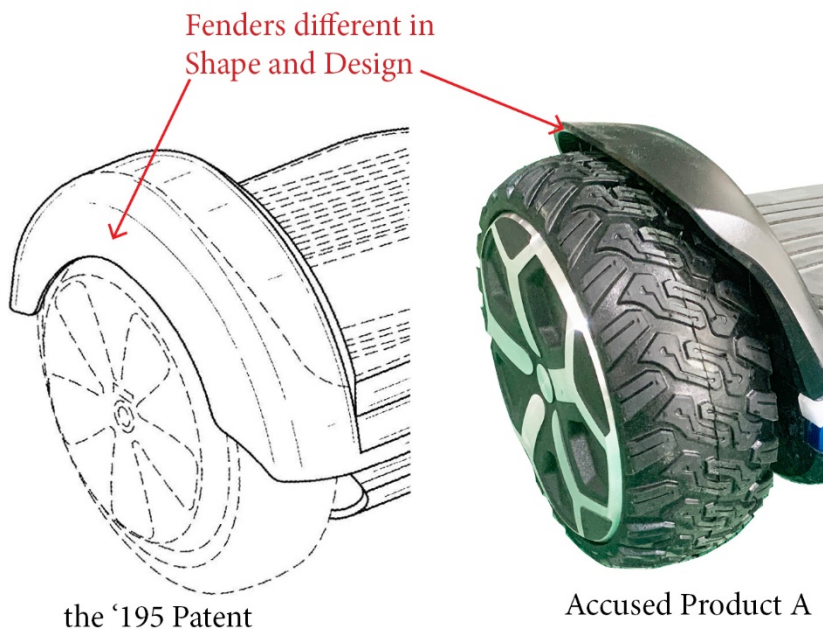 Fenders different in
Shape and Design
the ‘195 Patent
Accused Product A